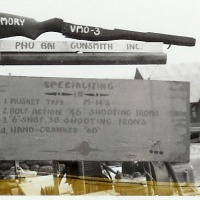 MORY VMO-3
PHU BAI GUNSMITH INC.
SPECIALIZING
IN
1. MUSKET TYPE M-14'S
2. BOLT ACTION "45" SHOOTING IRONS
3. "6" SHOT, 38 SHOOTING IRONS
4. HAND-CRANKED "60"